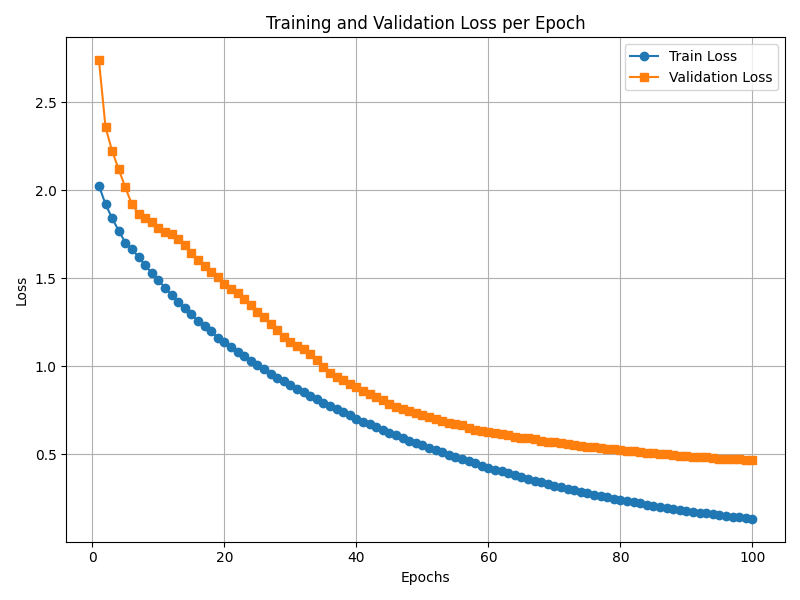 Training and Validation Loss per Epoch
Train Loss
Validation Loss
2.5
2.0
1.5
1.0
0.5
Loss
0 20 40 60 80 100
Epochs